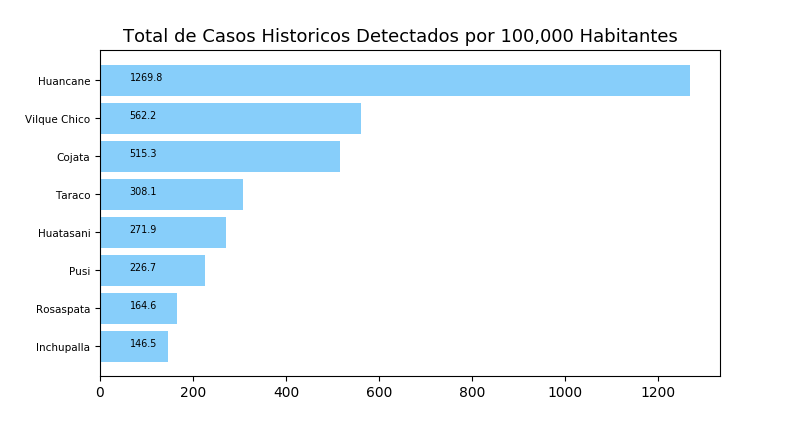 Total de Casos Historicos Detectados por 100,000 Habitantes
Huancane 1269.8
Vilque Chico 562.2
Cojata 515.3
Taraco 308.1
Huatasani 271.9
Pusi 226.7
Rosaspata 164.6
Inchupalla 146.5
0 200 400 600 800 1000 1200